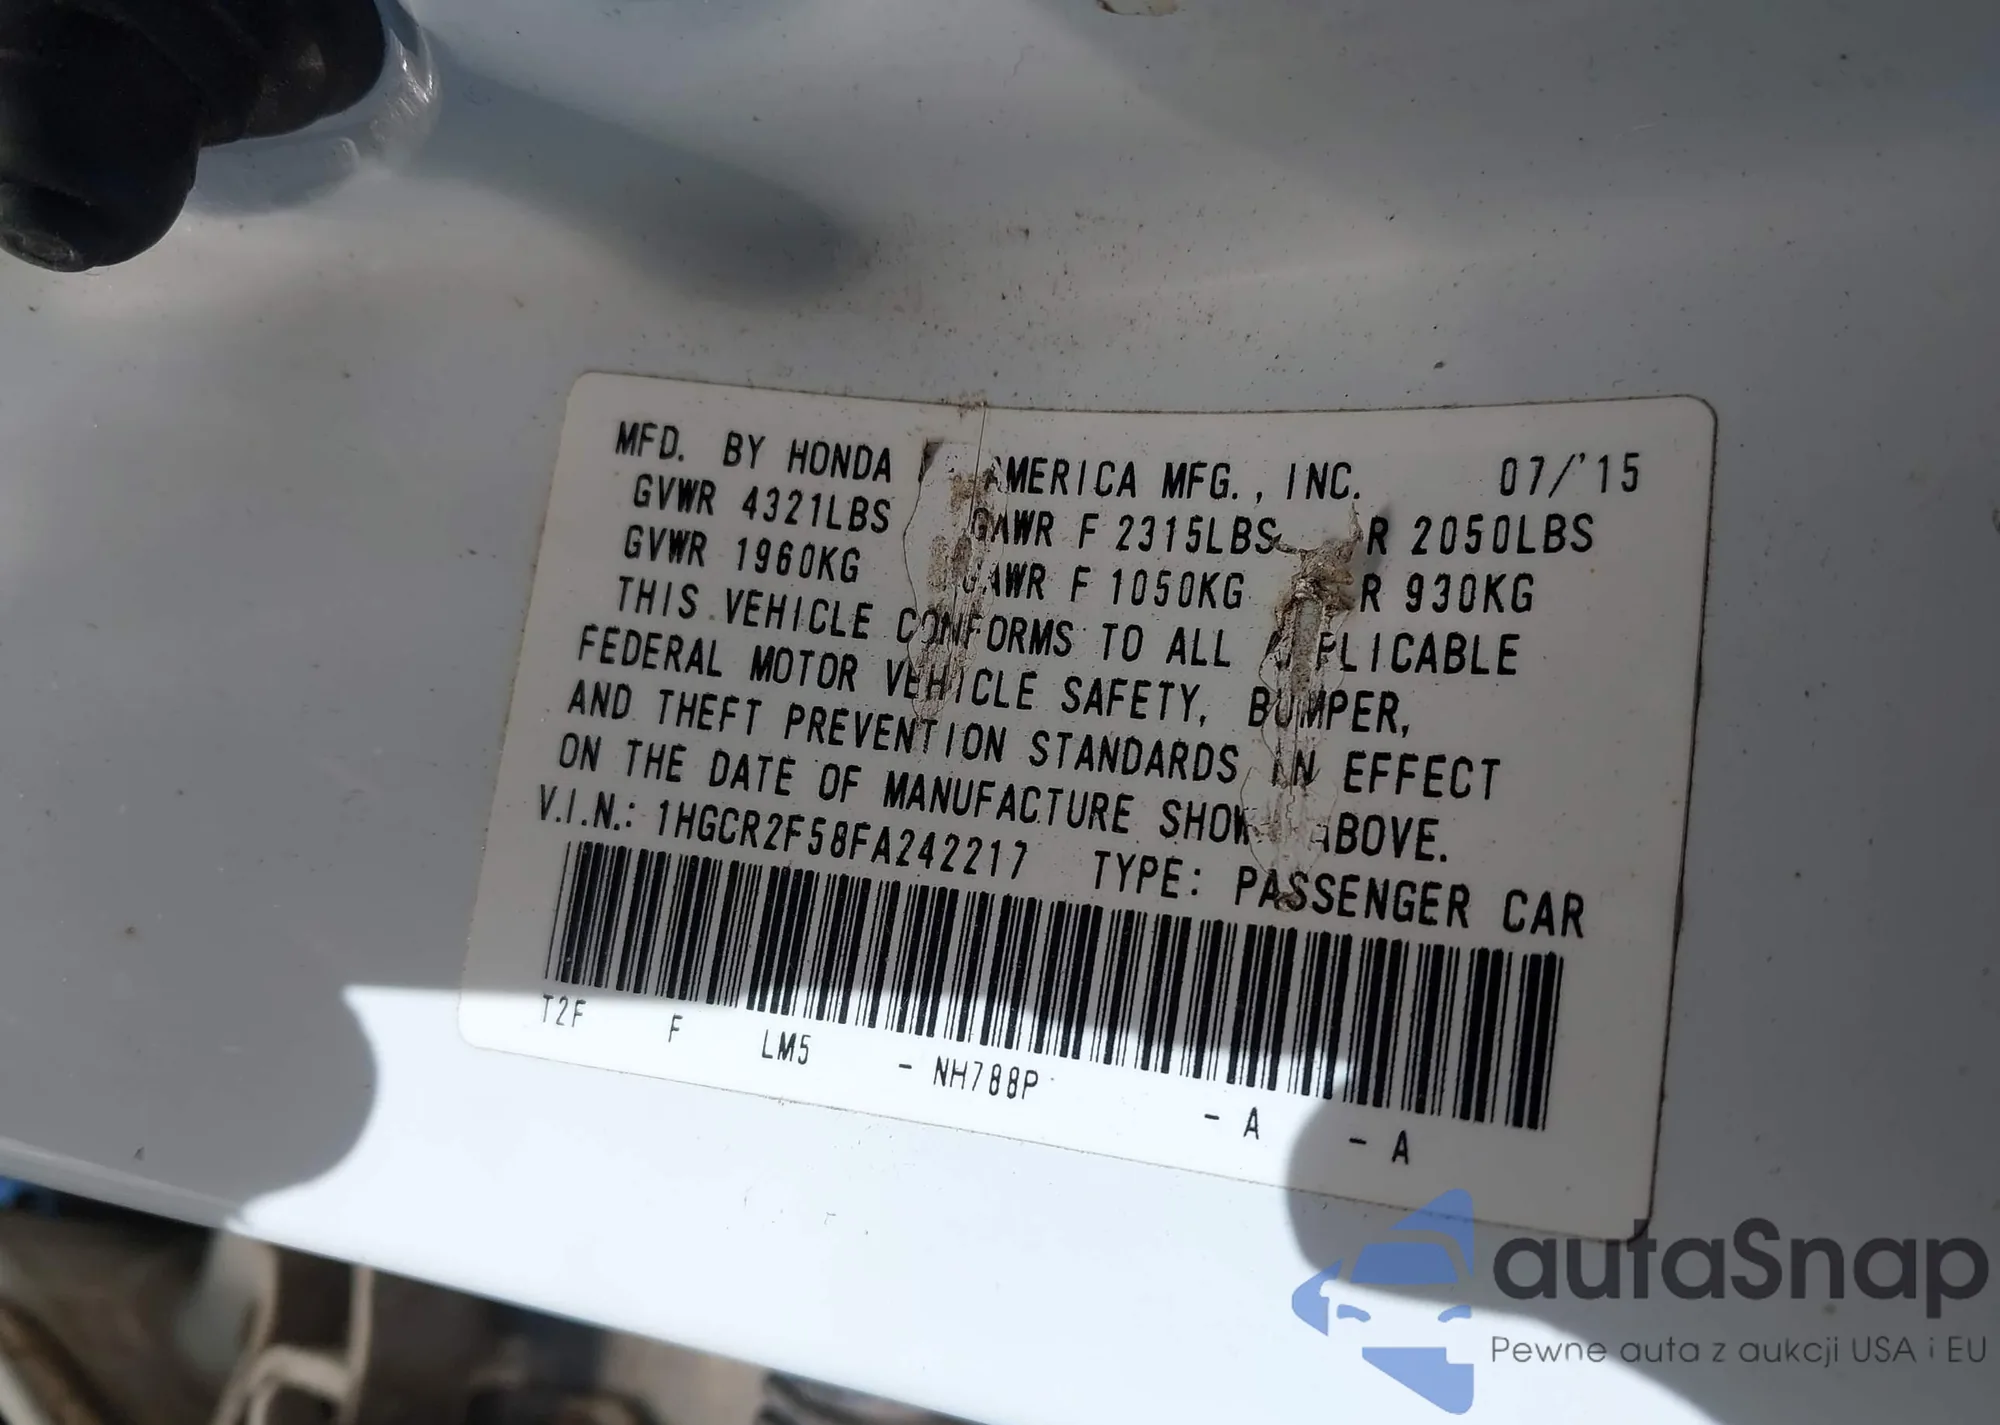 MFD. BY HONDA AMERICA MFG., INC. 07/'15
GVWR 4321LBS GAWR F 2315LBS R 2050LBS
GVWR 1960KG GAWR F 1050KG R 930KG
THIS VEHICLE CONFORMS TO ALL APPLICABLE
FEDERAL MOTOR VEHICLE SAFETY, BUMPER,
AND THEFT PREVENTION STANDARDS IN EFFECT
ON THE DATE OF MANUFACTURE SHOWN ABOVE.
V.I.N.: 1HGCR2F58FA242217 TYPE: PASSENGER CAR
T2F F LM5 - NH788P - A - A
autaSnap
Pewne auta z aukcji USA i EU